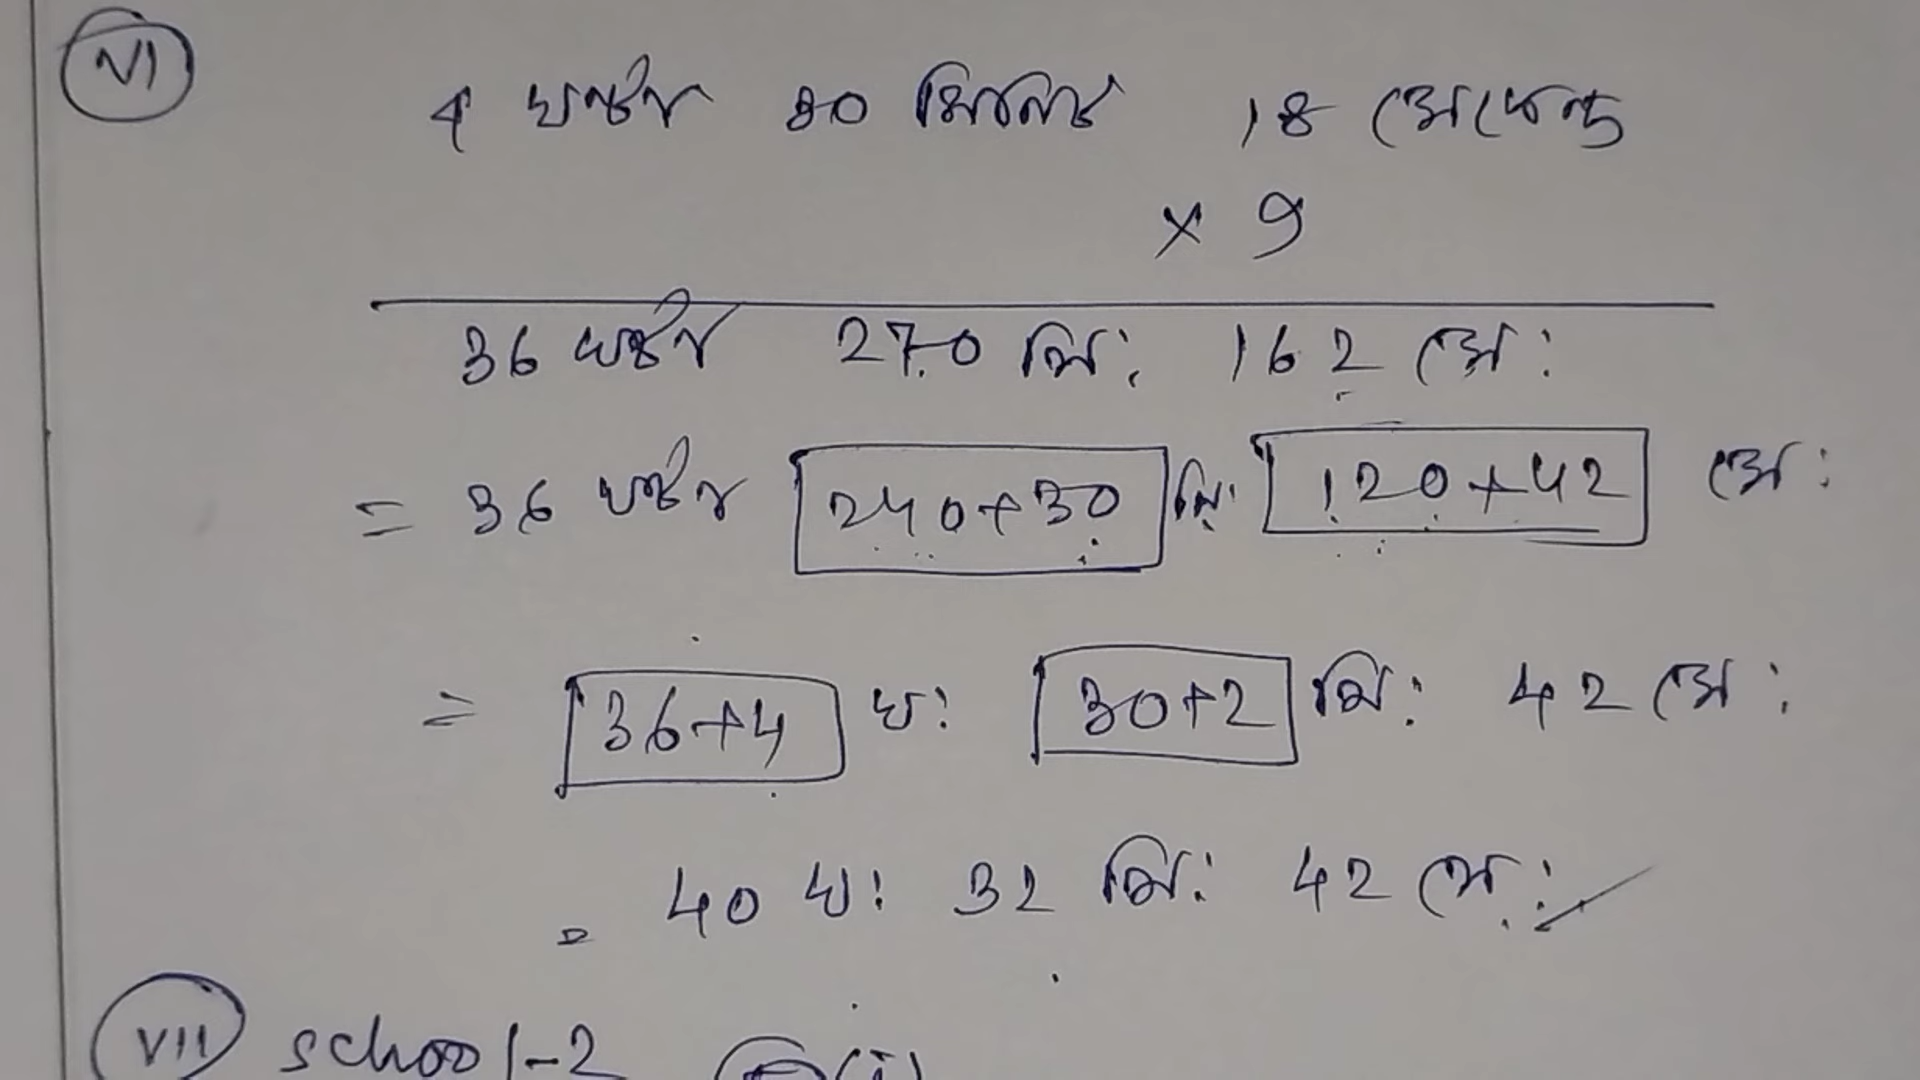 VI
4 ঘন্টা 30 মিনিট 18 সেকেন্ড
× 9
36 ঘন্টা 270 মি: 162 সে:
= 36 ঘন্টা 240+30 মি: 120+42 সে:
= 36+4 ঘ: 30+2 মি: 42 সে:
= 40 ঘ: 32 মি: 42 সে:
VII school-2 (i)